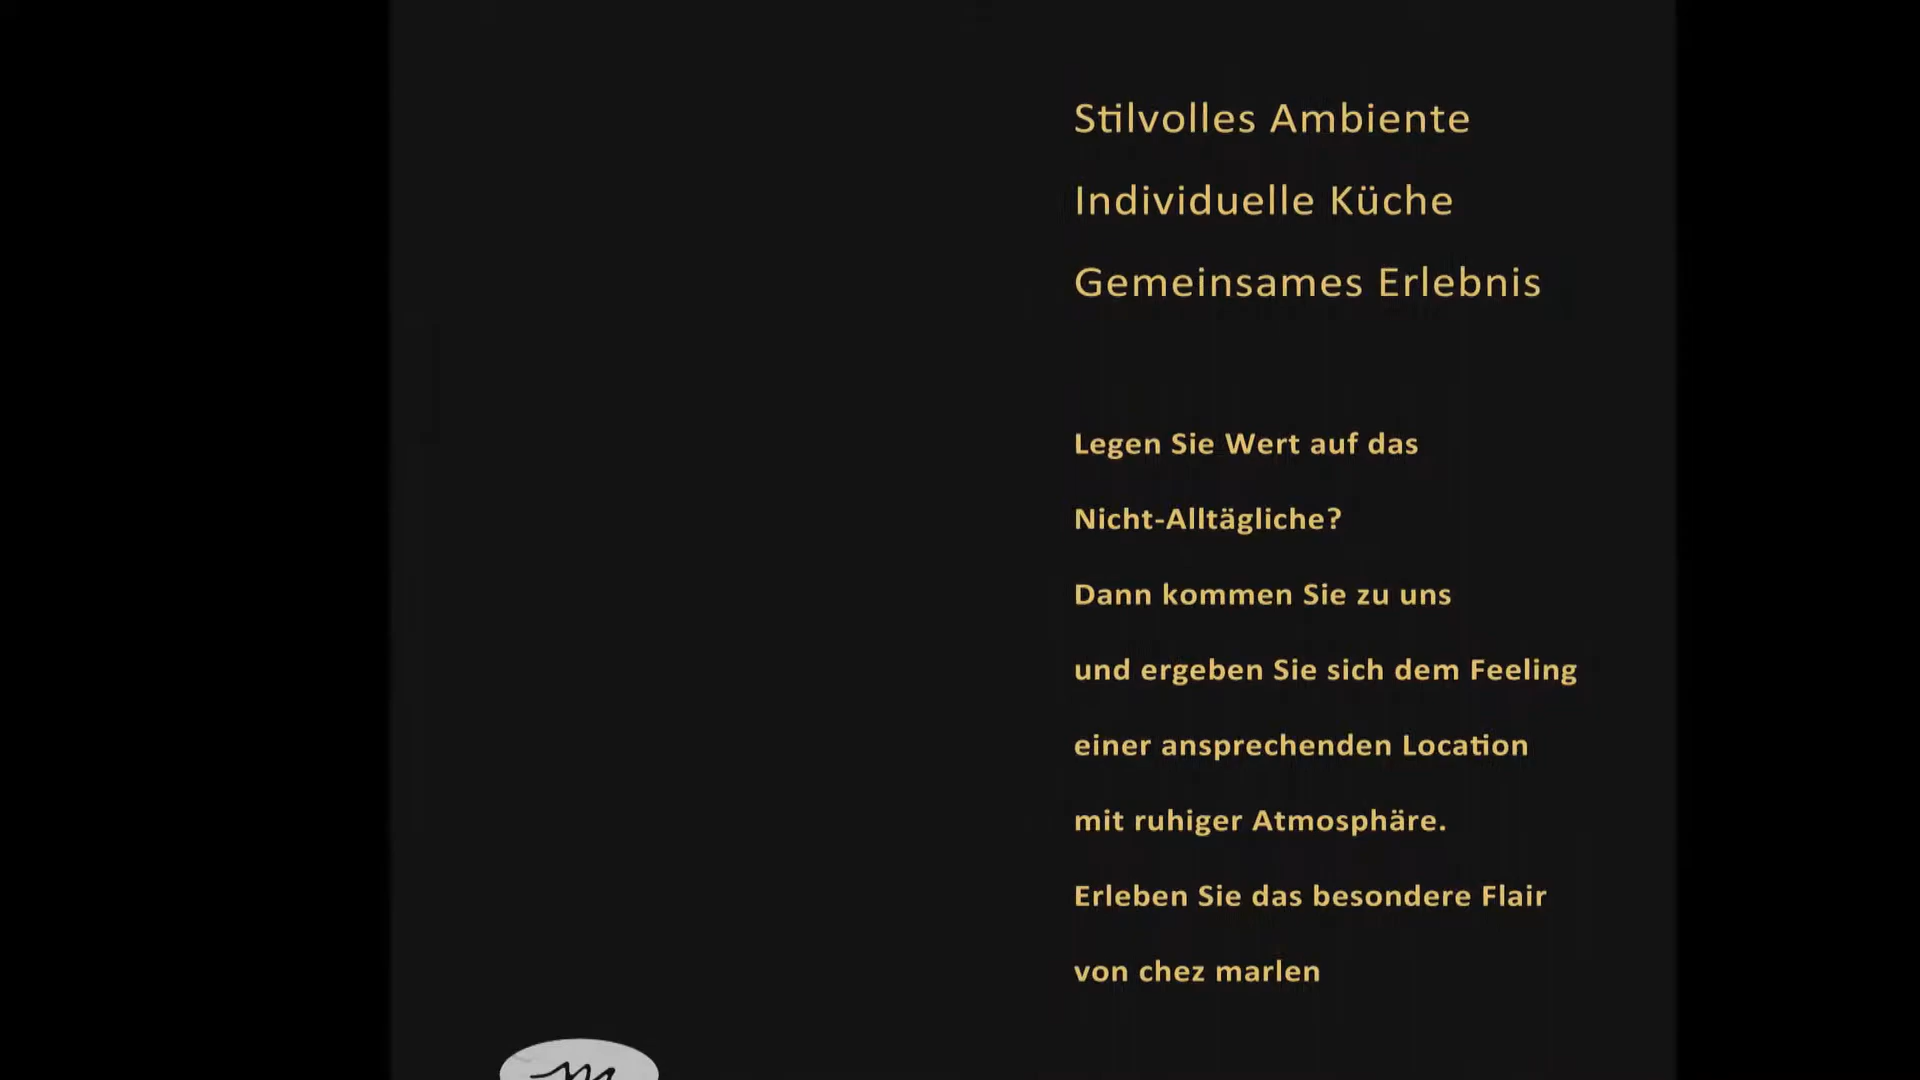 Stilvolles Ambiente
Individuelle Küche
Gemeinsames Erlebnis
Legen Sie Wert auf das
Nicht-Alltägliche?
Dann kommen Sie zu uns
und ergeben Sie sich dem Feeling
einer ansprechenden Location
mit ruhiger Atmosphäre.
Erleben Sie das besondere Flair
von chez marlen